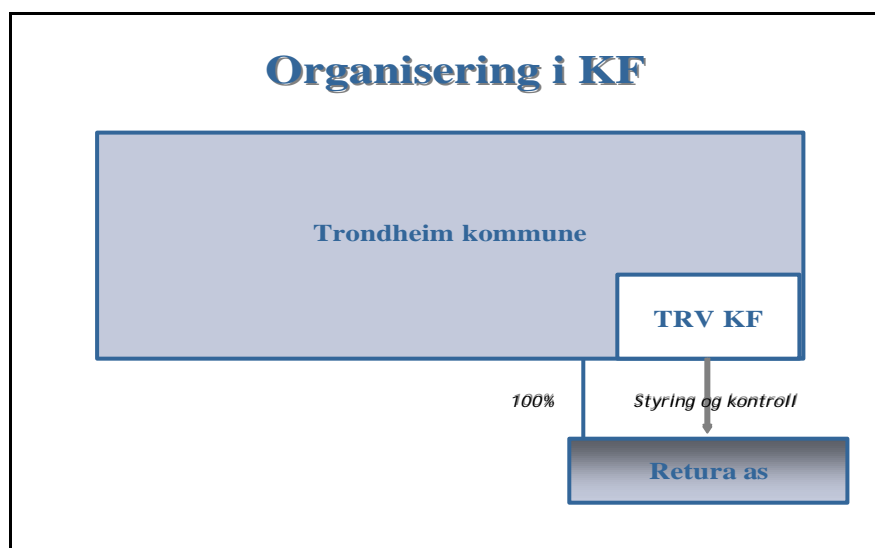 Organisering i KF
Trondheim kommune
TRV KF
100%
Styring og kontroll
Retura as